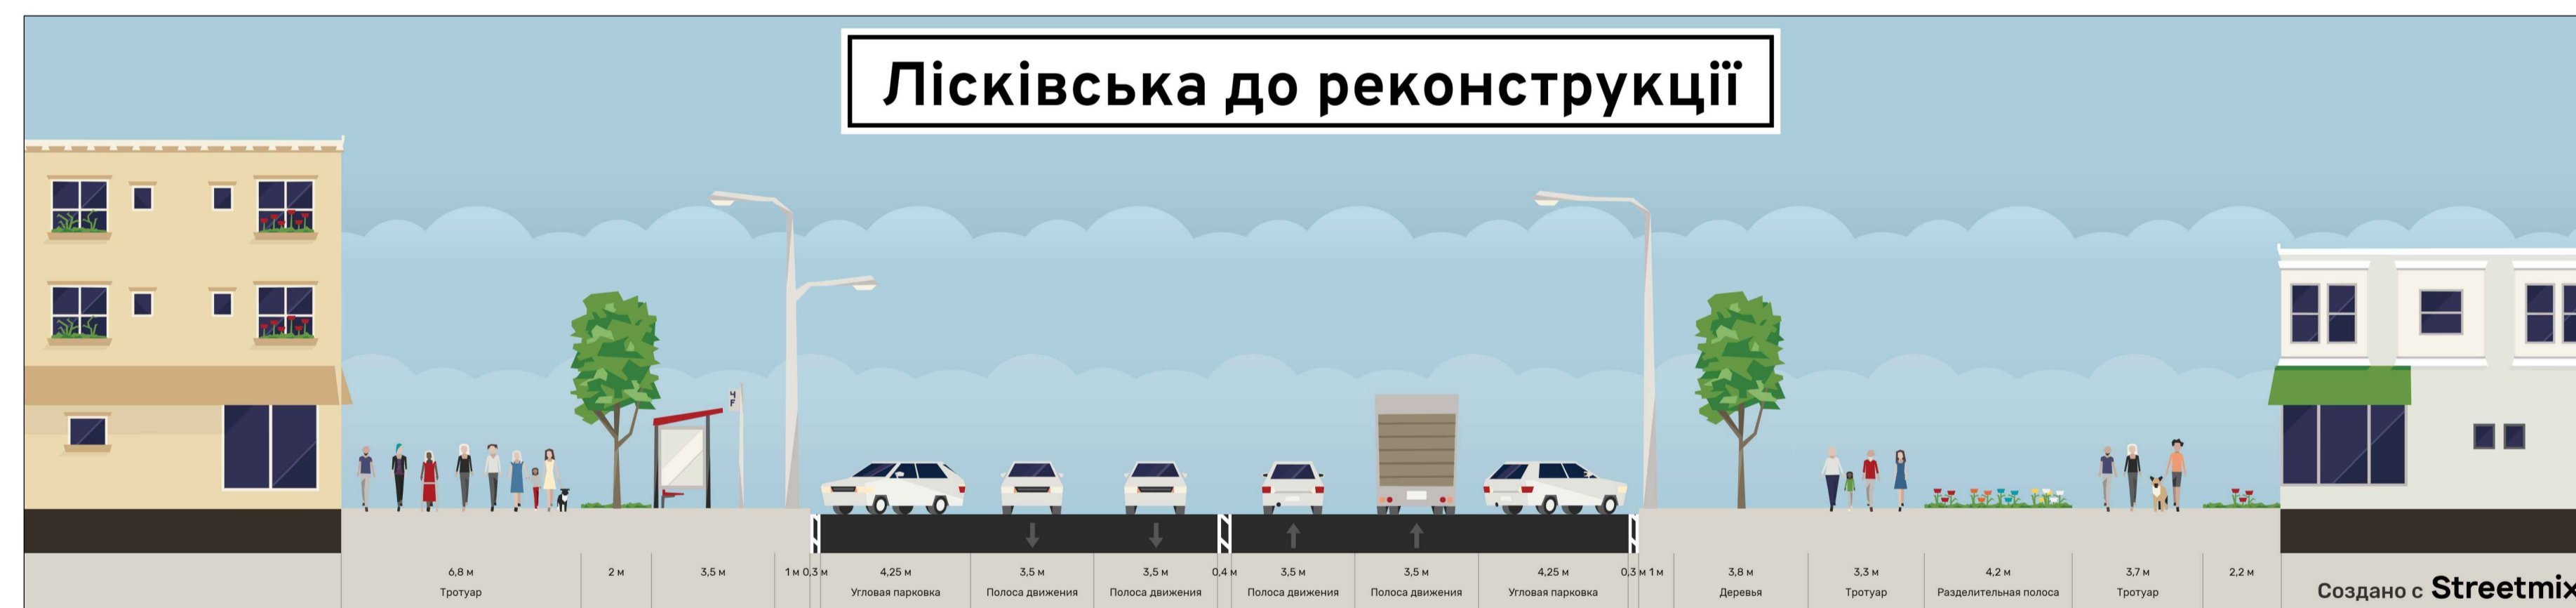 Лісківська до реконструкції
6,8 м
Тротуар
2 м
3,5 м
1 м
0,3 м
4,25 м
Угловая парковка
3,5 м
Полоса движения
3,5 м
Полоса движения
0,4 м
3,5 м
Полоса движения
3,5 м
Полоса движения
4,25 м
Угловая парковка
0,3 м
1 м
3,8 м
Деревья
3,3 м
Тротуар
4,2 м
Разделительная полоса
3,7 м
Тротуар
2,2 м
Создано с Streetmix